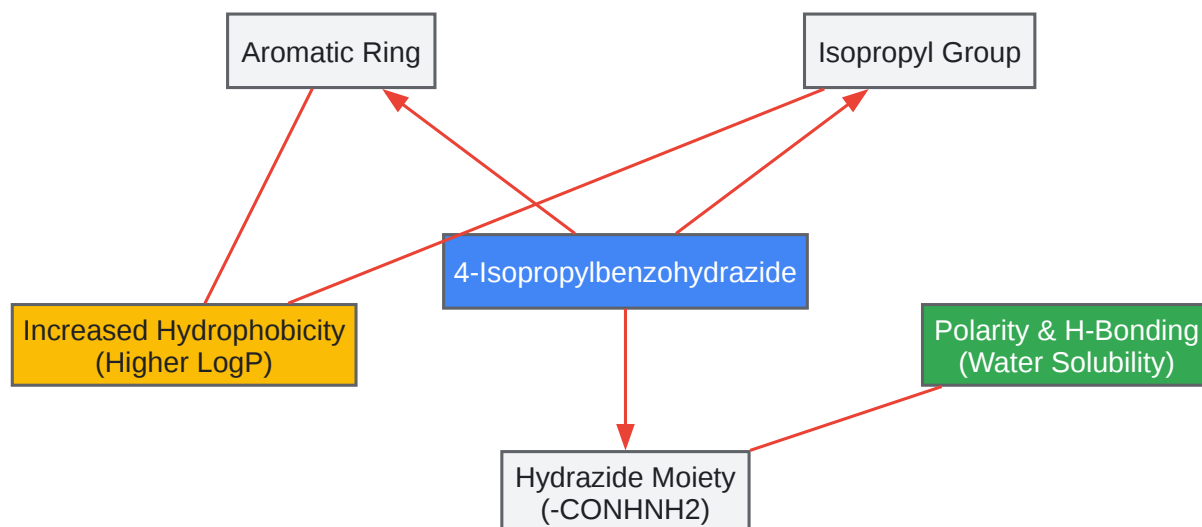 Aromatic Ring
Isopropyl Group
4-Isopropylbenzohydrazide
Increased Hydrophobicity
(Higher LogP)
Polarity & H-Bonding
(Water Solubility)
Hydrazide Moiety
(-CONHNH2)